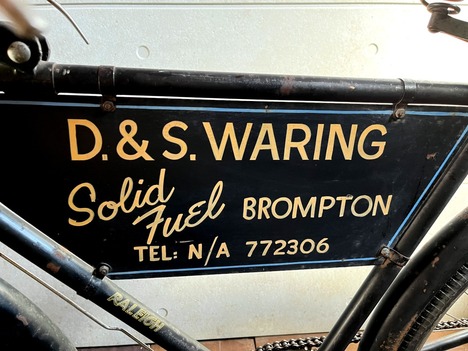 D. & S. WARING
Solid Fuel BROMPTON
TEL: N/A 772306
RALEIGH